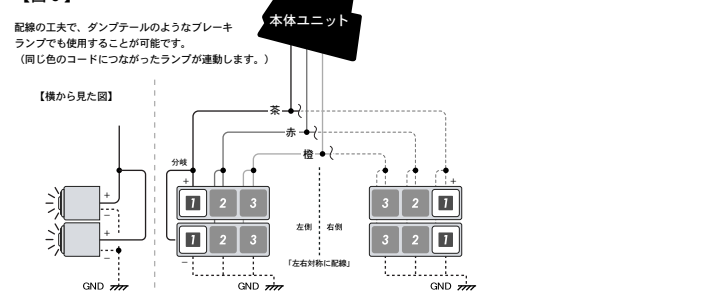 配線の工夫で、ダンプテールのようなブレーキ
ランプでも使用することが可能です。
（同じ色のコードにつながったランプが連動します。）
本体ユニット
【横から見た図】
茶
赤
橙
分岐
+
+
+
−
+
−
1 2 3
1 2 3
−
3 2 1
3 2 1
左側 右側
「左右対称に配線」
GND
GND
GND